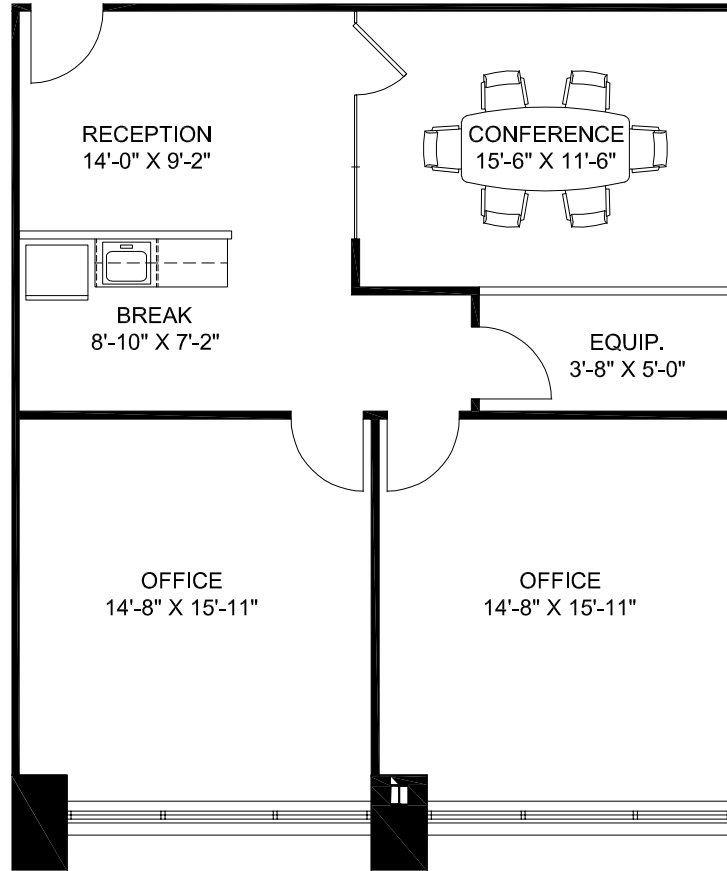 RECEPTION
14'-0" X 9'-2"
CONFERENCE
15'-6" X 11'-6"
BREAK
8'-10" X 7'-2"
EQUIP.
3'-8" X 5'-0"
OFFICE
14'-8" X 15'-11"
OFFICE
14'-8" X 15'-11"